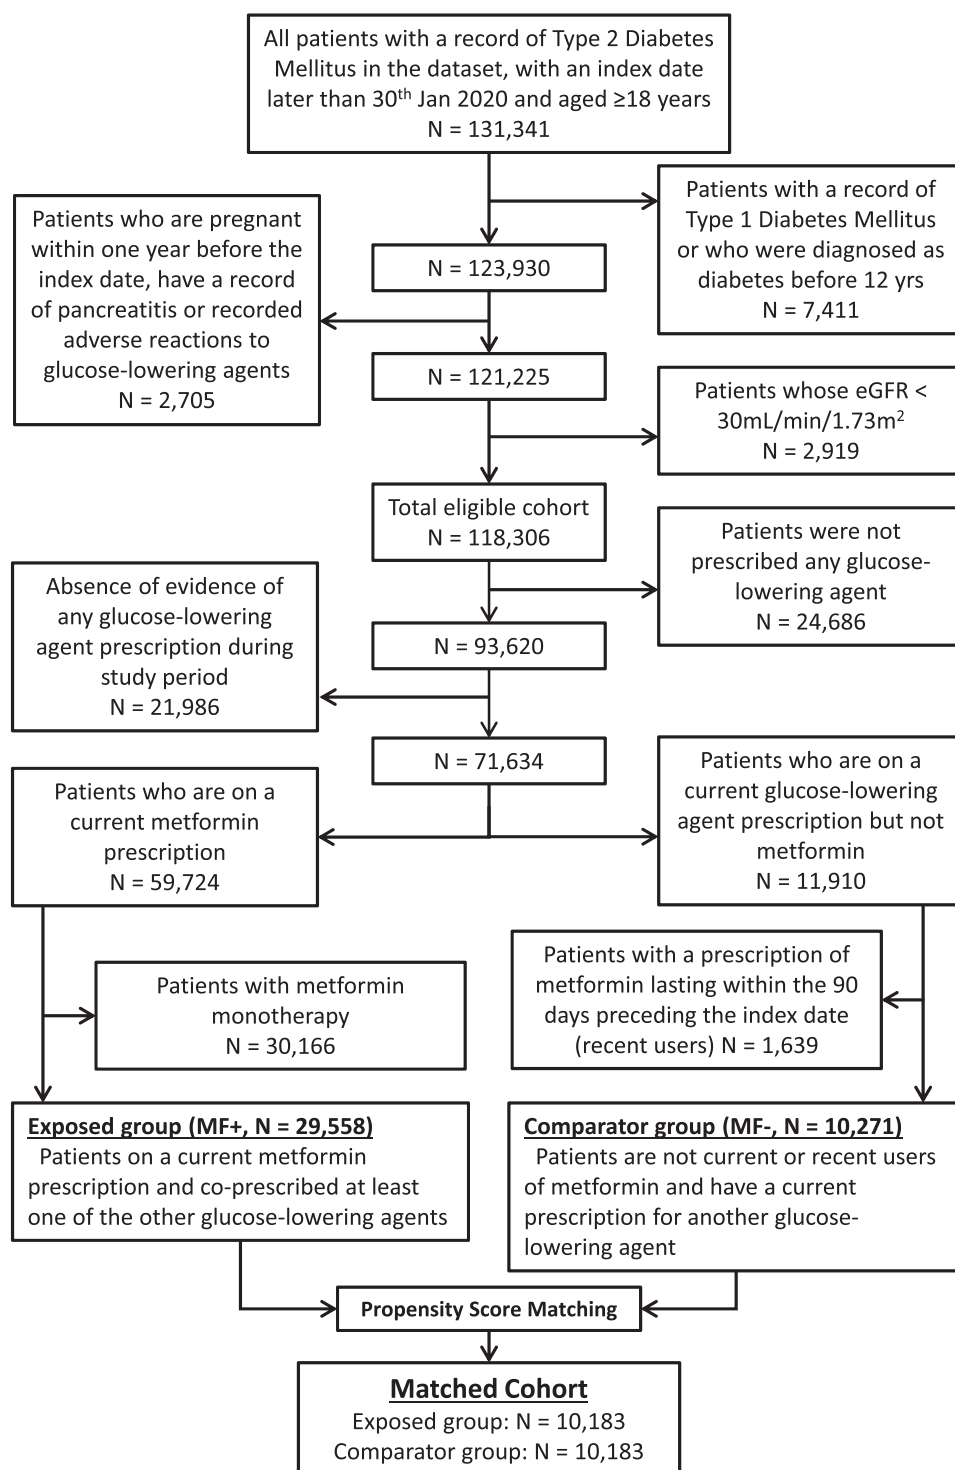 All patients with a record of Type 2 Diabetes
Mellitus in the dataset, with an index date
later than 30th Jan 2020 and aged ≥18 years
N = 131,341
Patients with a record of
Type 1 Diabetes Mellitus
or who were diagnosed as
diabetes before 12 yrs
N = 7,411
N = 123,930
Patients who are pregnant
within one year before the
index date, have a record
of pancreatitis or recorded
adverse reactions to
glucose-lowering agents
N = 2,705
N = 121,225
Patients whose eGFR <
30mL/min/1.73m2
N = 2,919
Total eligible cohort
N = 118,306
Patients were not
prescribed any glucose-
lowering agent
N = 24,686
N = 93,620
Absence of evidence of
any glucose-lowering
agent prescription during
study period
N = 21,986
N = 71,634
Patients who are on a
current metformin
prescription
N = 59,724
Patients who are on a
current glucose-lowering
agent prescription but not
metformin
N = 11,910
Patients with metformin
monotherapy
N = 30,166
Patients with a prescription of
metformin lasting within the 90
days preceding the index date
(recent users) N = 1,639
Exposed group (MF+, N = 29,558)
Patients on a current metformin
prescription and co-prescribed at least
one of the other glucose-lowering agents
Comparator group (MF-, N = 10,271)
Patients are not current or recent users
of metformin and have a current
prescription for another glucose-
lowering agent
Propensity Score Matching
Matched Cohort
Exposed group: N = 10,183
Comparator group: N = 10,183